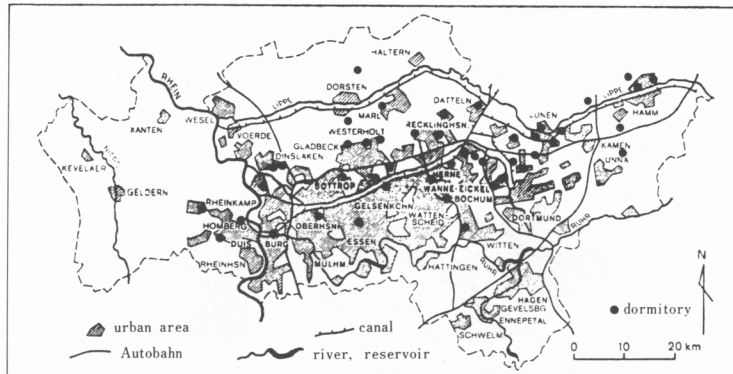 HALTERN
RHEIN
DORSTEN
LIPPE
LIPPE
WESEL
MARL
DATTELN
LÜNEN
HAMM
XANTEN
VOERDE
WESTERHOLT
RECKLINGHSN.
KAMEN
GLADBECK
UNNA
KEVELAER
DINSLAKEN
HERNE
GELDERN
BOTTROP
WANNE-EICKEL
RHEINKAMP
GELSENKCHN
BOCHUM
HOMBERG
OBERHSN
WATTEN-
SCHEID
DORTMUND
RUHR
DUIS
BURG
ESSEN
WITTEN
N
RHEINHSN
MÜLHM
HATTINGEN
RUHR
HAGEN
GEVELSBG
ENNEPETAL
SCHWELM
dormitory
urban area
canal
Autobahn
river, reservoir
0 10 20 km